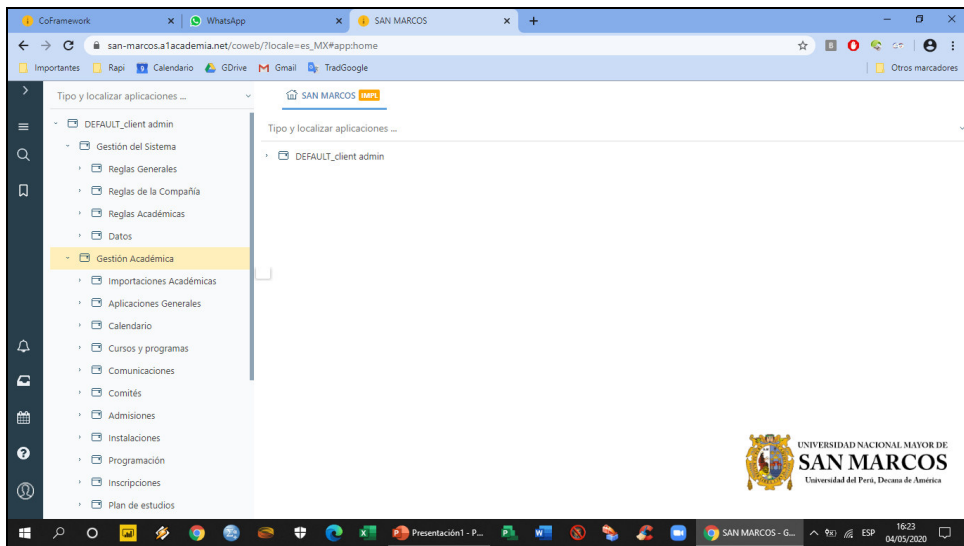 CoFramework
WhatsApp
SAN MARCOS
san-marcos.a1academia.net/coweb/?locale=es_MX#app:home
Importantes
Rapi
Calendario
GDrive
Gmail
TradGoogle
Otros marcadores
Tipo y localizar aplicaciones ...
DEFAULT_client admin
Gestión del Sistema
Reglas Generales
Reglas de la Compañía
Reglas Académicas
Datos
Gestión Académica
Importaciones Académicas
Aplicaciones Generales
Calendario
Cursos y programas
Comunicaciones
Comités
Admisiones
Instalaciones
Programación
Inscripciones
Plan de estudios
SAN MARCOS IMPL
Tipo y localizar aplicaciones ...
DEFAULT_client admin
UNIVERSIDAD NACIONAL MAYOR DE
SAN MARCOS
Universidad del Perú, Decana de América
Presentación1 - P...
SAN MARCOS - G...
ESP
16:23
04/05/2020